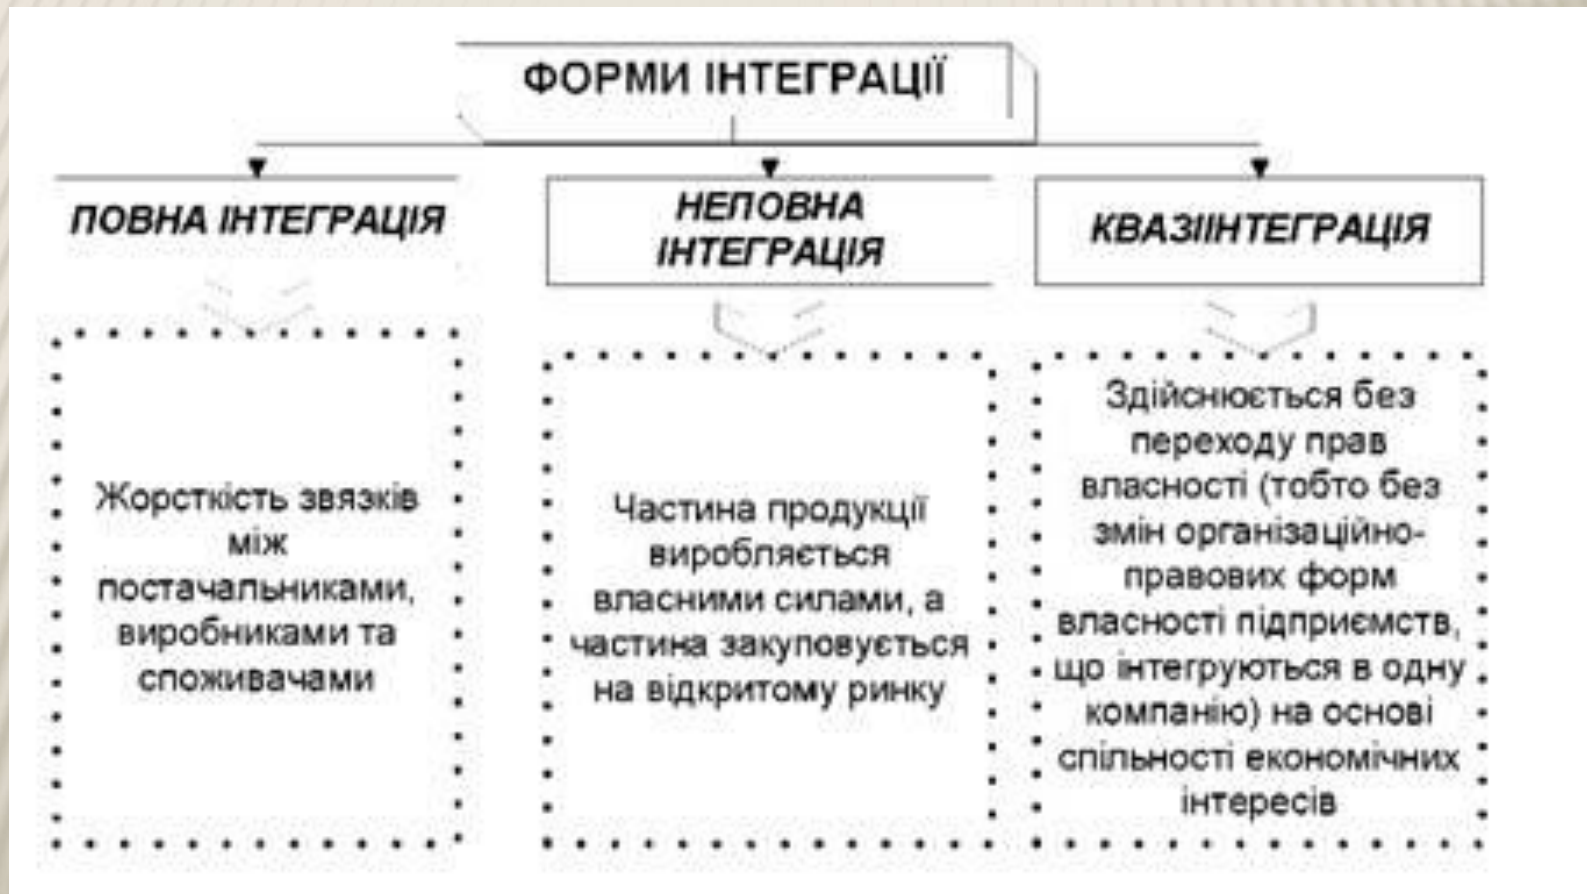 ФОРМИ ІНТЕГРАЦІЇ
ПОВНА ІНТЕГРАЦІЯ
Жорсткість звязків
між
постачальниками,
виробниками та
споживачами
НЕПОВНА
ІНТЕГРАЦІЯ
Частина продукції
виробляється
власними силами, а
частина закуповується
на відкритому ринку
КВАЗІІНТЕГРАЦІЯ
Здійснюється без
переходу прав
власності (тобто без
змін організаційно-
правових форм
власності підприємств,
що інтегруються в одну
компанію) на основі
спільності економічних
інтересів